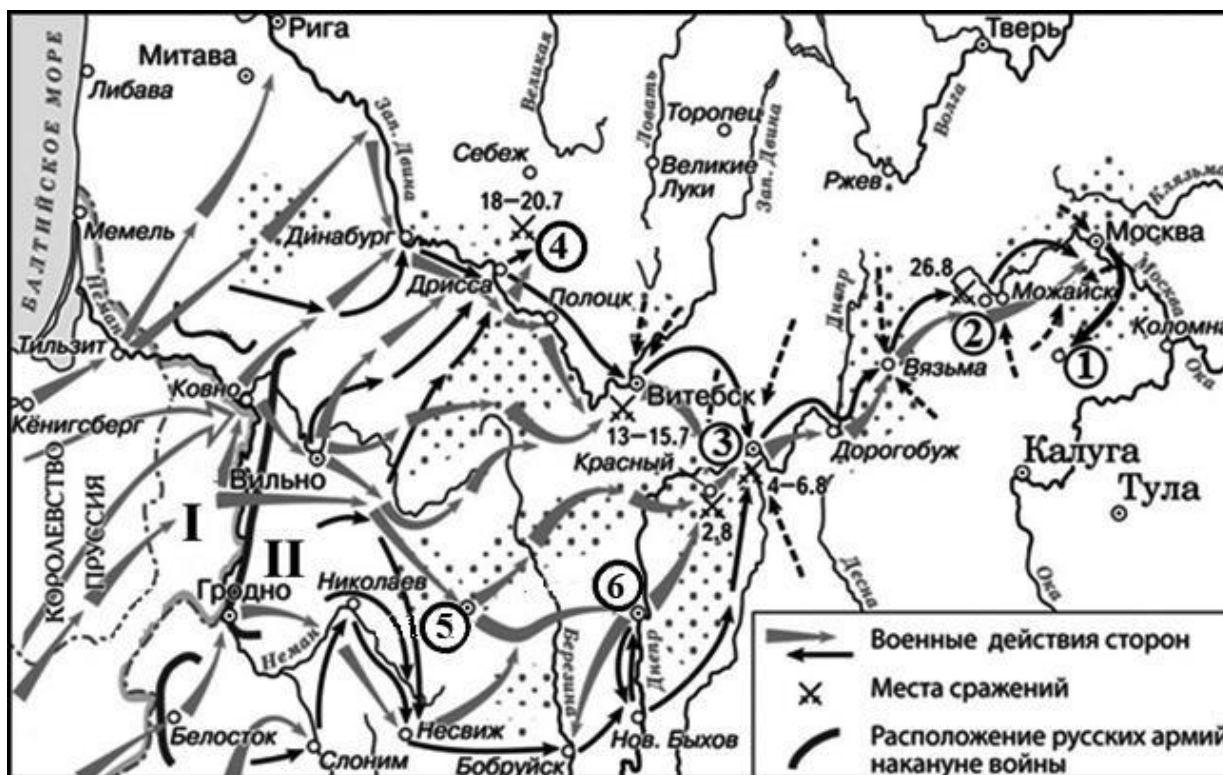 Рига
Митава
Либава
БАЛТИЙСКОЕ МОРЕ
Зап. Двина
Великая
Ловать
Торопец
Зап. Двина
Волга
Тверь
Себеж
Великие
Луки
Ржев
Клязьма
18–20.7
Мемель
Динабург
4
Москва
Неман
Дрисса
Полоцк
Днепр
26.8
Можайск
Москва
Тильзит
2
Коломна
1
Ока
Ковно
Вязьма
Кёнигсберг
Витебск
13–15.7
3
Дорогобуж
Калуга
Вильно
Красный
4–6.8
Тула
КОРОЛЕВСТВО
ПРУССИЯ
I
II
2.8
Гродно
Николаев
5
6
Десна
Ока
Неман
Березина
Днепр
Белосток
Несвиж
Нов. Быхов
Слоним
Бобруйск
Военные действия сторон
Места сражений
Расположение русских армий
накануне войны